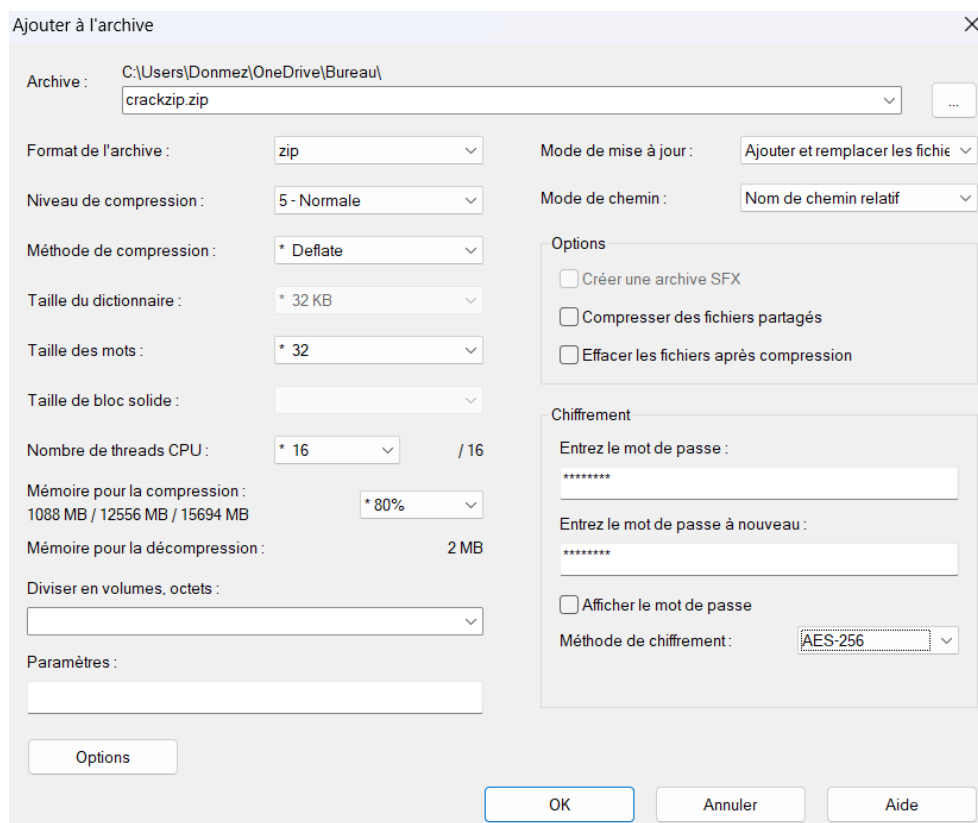 Ajouter à l'archive
Archive :
C:\Users\Donmez\OneDrive\Bureau\
crackzip.zip
...
Format de l'archive :
zip
Niveau de compression :
5 - Normale
Méthode de compression :
* Deflate
Taille du dictionnaire :
* 32 KB
Taille des mots :
* 32
Taille de bloc solide :
Nombre de threads CPU :
* 16
/ 16
Mémoire pour la compression :
1088 MB / 12556 MB / 15694 MB
* 80%
Mémoire pour la décompression :
2 MB
Diviser en volumes, octets :
Paramètres :
Options
Mode de mise à jour :
Ajouter et remplacer les fichie
Mode de chemin :
Nom de chemin relatif
Options
Créer une archive SFX
Compresser des fichiers partagés
Effacer les fichiers après compression
Chiffrement
Entrez le mot de passe :
********
Entrez le mot de passe à nouveau :
********
Afficher le mot de passe
Méthode de chiffrement :
AES-256
OK
Annuler
Aide